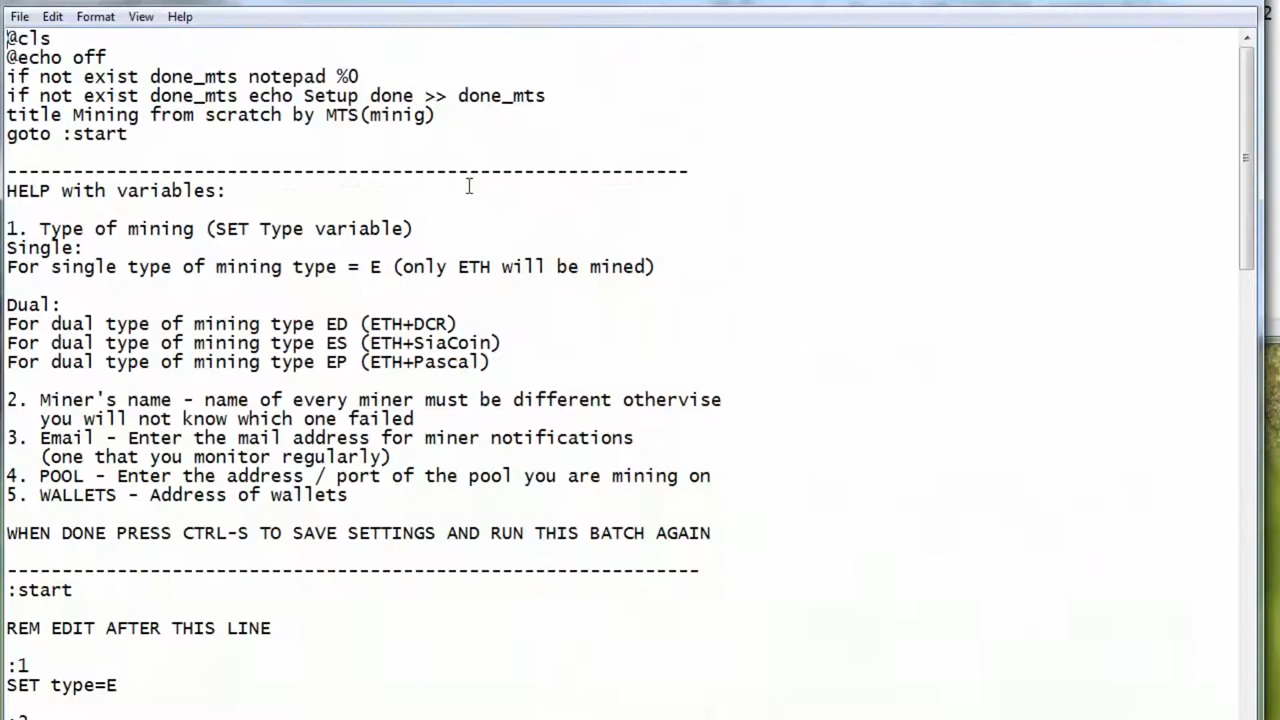 2
File Edit Format View Help
@cls
@echo off
if not exist done_mts notepad %0
if not exist done_mts echo Setup done >> done_mts
title Mining from scratch by MTS(minig)
goto :start
--------------------------------------------------------------
HELP with variables:
1. Type of mining (SET Type variable)
Single:
For single type of mining type = E (only ETH will be mined)
Dual:
For dual type of mining type ED (ETH+DCR)
For dual type of mining type ES (ETH+SiaCoin)
For dual type of mining type EP (ETH+Pascal)
2. Miner's name - name of every miner must be different othervise
you will not know which one failed
3. Email - Enter the mail address for miner notifications
(one that you monitor regularly)
4. POOL - Enter the address / port of the pool you are mining on
5. WALLETS - Address of wallets
WHEN DONE PRESS CTRL-S TO SAVE SETTINGS AND RUN THIS BATCH AGAIN
---------------------------------------------------------------
:start
REM EDIT AFTER THIS LINE
:1
SET type=E